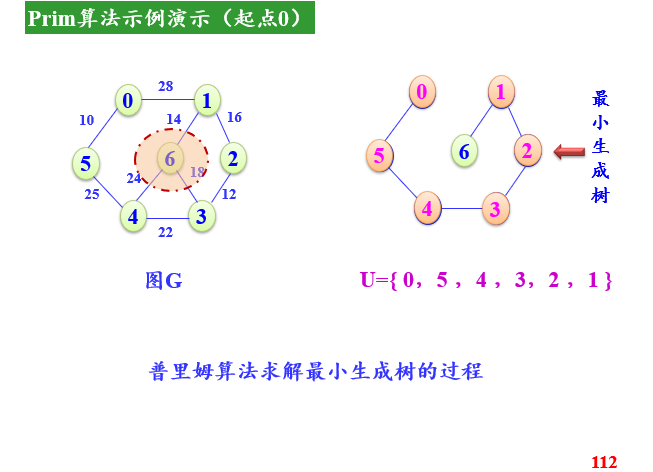 Prim算法示例演示（起点0）
28
0 1
10 14 16
5 6 2
24 18
25 12
4 3
22
图G
0 1
5 6 2
4 3
最小生成树
U={ 0， 5 ， 4 ， 3， 2 ， 1 }
普里姆算法求解最小生成树的过程
112